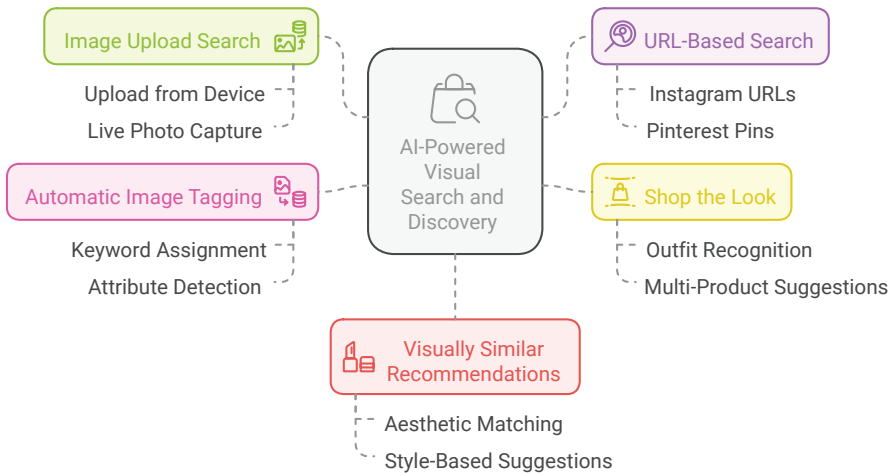 Image Upload Search
Upload from Device
Live Photo Capture
Automatic Image Tagging
Keyword Assignment
Attribute Detection
AI-Powered
Visual
Search and
Discovery
URL-Based Search
Instagram URLs
Pinterest Pins
Shop the Look
Outfit Recognition
Multi-Product Suggestions
Visually Similar
Recommendations
Aesthetic Matching
Style-Based Suggestions